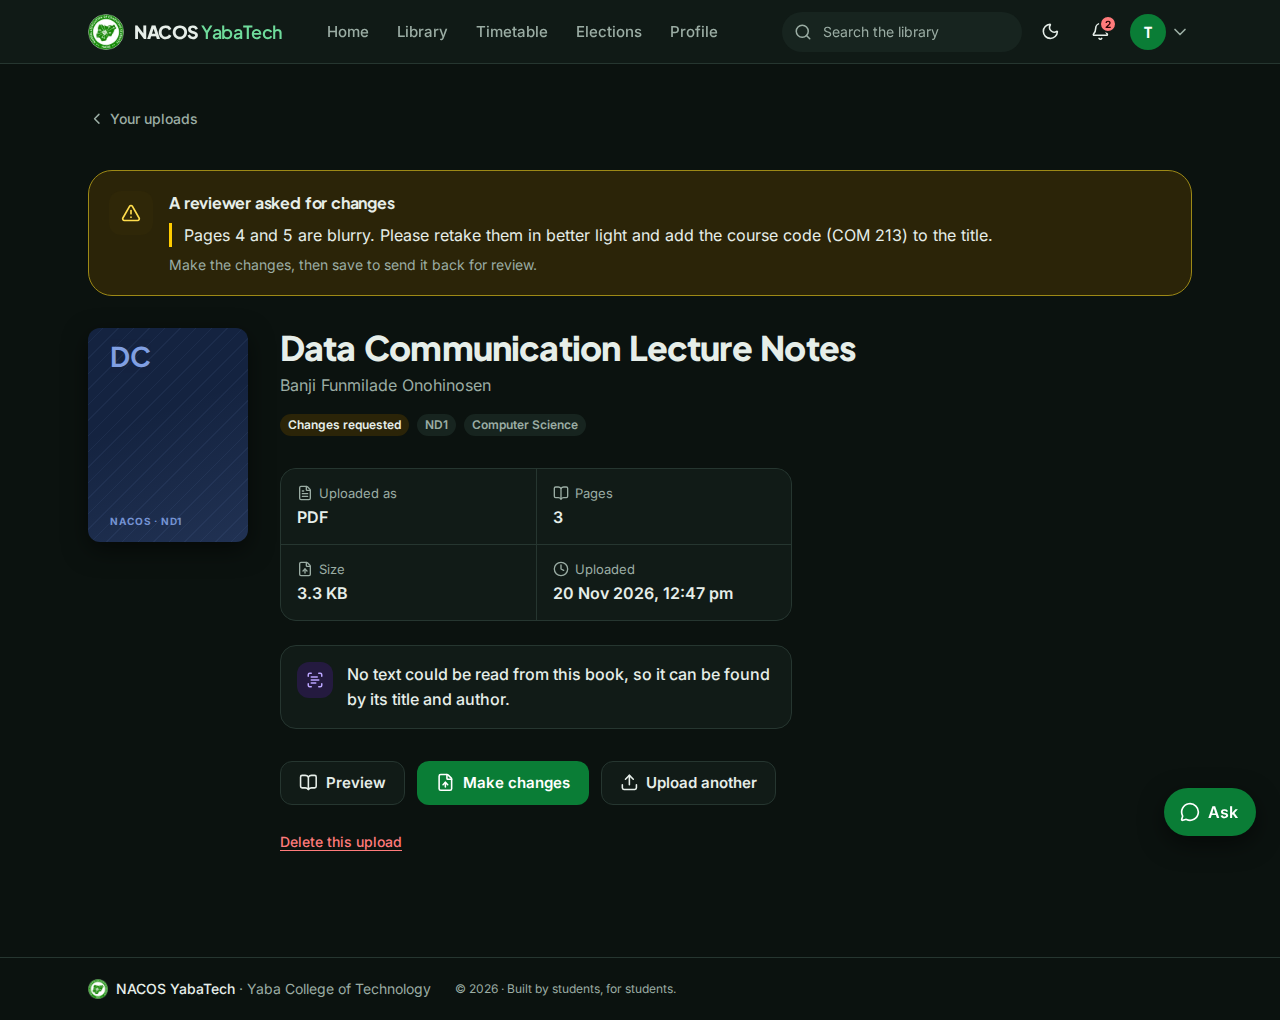 NACOS YabaTech
Home
Library
Timetable
Elections
Profile
Search the library
2
T
Your uploads
A reviewer asked for changes
Pages 4 and 5 are blurry. Please retake them in better light and add the course code (COM 213) to the title.
Make the changes, then save to send it back for review.
DC
NACOS · ND1
Data Communication Lecture Notes
Banji Funmilade Onohinosen
Changes requested
ND1
Computer Science
Uploaded as
PDF
Pages
3
Size
3.3 KB
Uploaded
20 Nov 2026, 12:47 pm
No text could be read from this book, so it can be found
by its title and author.
Preview
Make changes
Upload another
Delete this upload
Ask
NACOS YabaTech · Yaba College of Technology
© 2026 · Built by students, for students.